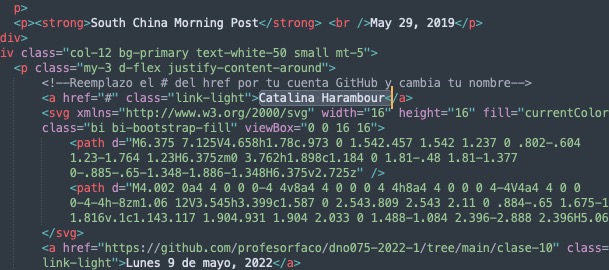 p>
<p><strong>South China Morning Post</strong> <br />May 29, 2019</p>
div>
iv class="col-12 bg-primary text-white-50 small mt-5">
<p class="my-3 d-flex justify-content-around">
<!--Reemplazo el # del href por tu cuenta GitHub y cambia tu nombre-->
<a href="#" class="link-light">Catalina Harambour</a>
<svg xmlns="http://www.w3.org/2000/svg" width="16" height="16" fill="currentColor
class="bi bi-bootstrap-fill" viewBox="0 0 16 16">
<path d="M6.375 7.125V4.658h1.78c.973 0 1.542.457 1.542 1.237 0 .802-.604
1.23-1.764 1.23H6.375zm0 3.762h1.898c1.184 0 1.81-.48 1.81-1.377
0-.885-.65-1.348-1.886-1.348H6.375v2.725z" />
<path d="M4.002 0a4 4 0 0 0-4 4v8a4 4 0 0 0 4 4h8a4 4 0 0 0 4-4V4a4 4 0 0
0-4-4h-8zm1.06 12V3.545h3.399c1.587 0 2.543.809 2.543 2.11 0 .884-.65 1.675-1
1.816v.1c1.143.117 1.904.931 1.904 2.033 0 1.488-1.084 2.396-2.888 2.396H5.06
</svg>
<a href="https://github.com/profesorfaco/dno075-2022-1/tree/main/clase-10" class=
link-light">Lunes 9 de mayo, 2022</a>